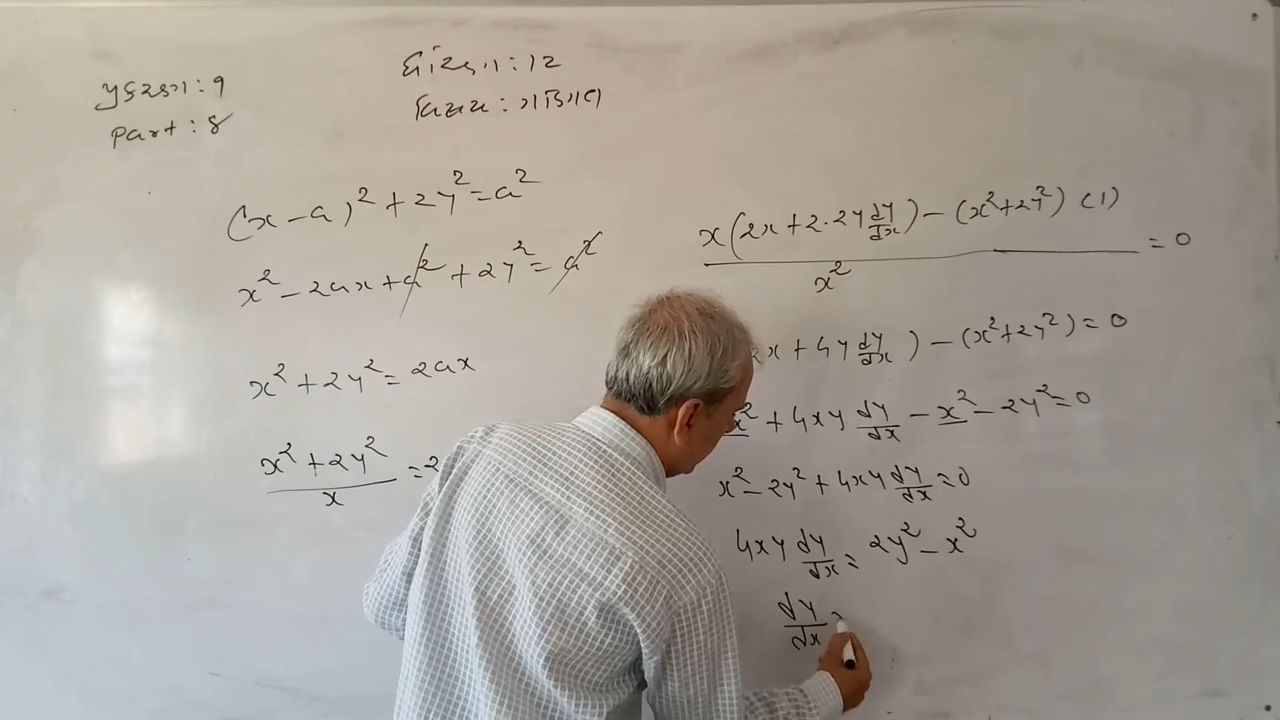 પ્રકરણ : 9
Part : 8
ધોરણ : 12
વિષય : ગણિત
(x - a)² + 2y² = a²
x² - 2ax + a² + 2y² = a²
x² + 2y² = 2ax
(x² + 2y²)/x = 2
(x(2x + 2·2y dy/dx) - (x² + 2y²)(1))/x² = 0
x + 4y dy/dx) - (x² + 2y²) = 0
x² + 4xy dy/dx - x² - 2y² = 0
x² - 2y² + 4xy dy/dx = 0
4xy dy/dx = 2y² - x²
dy/dx